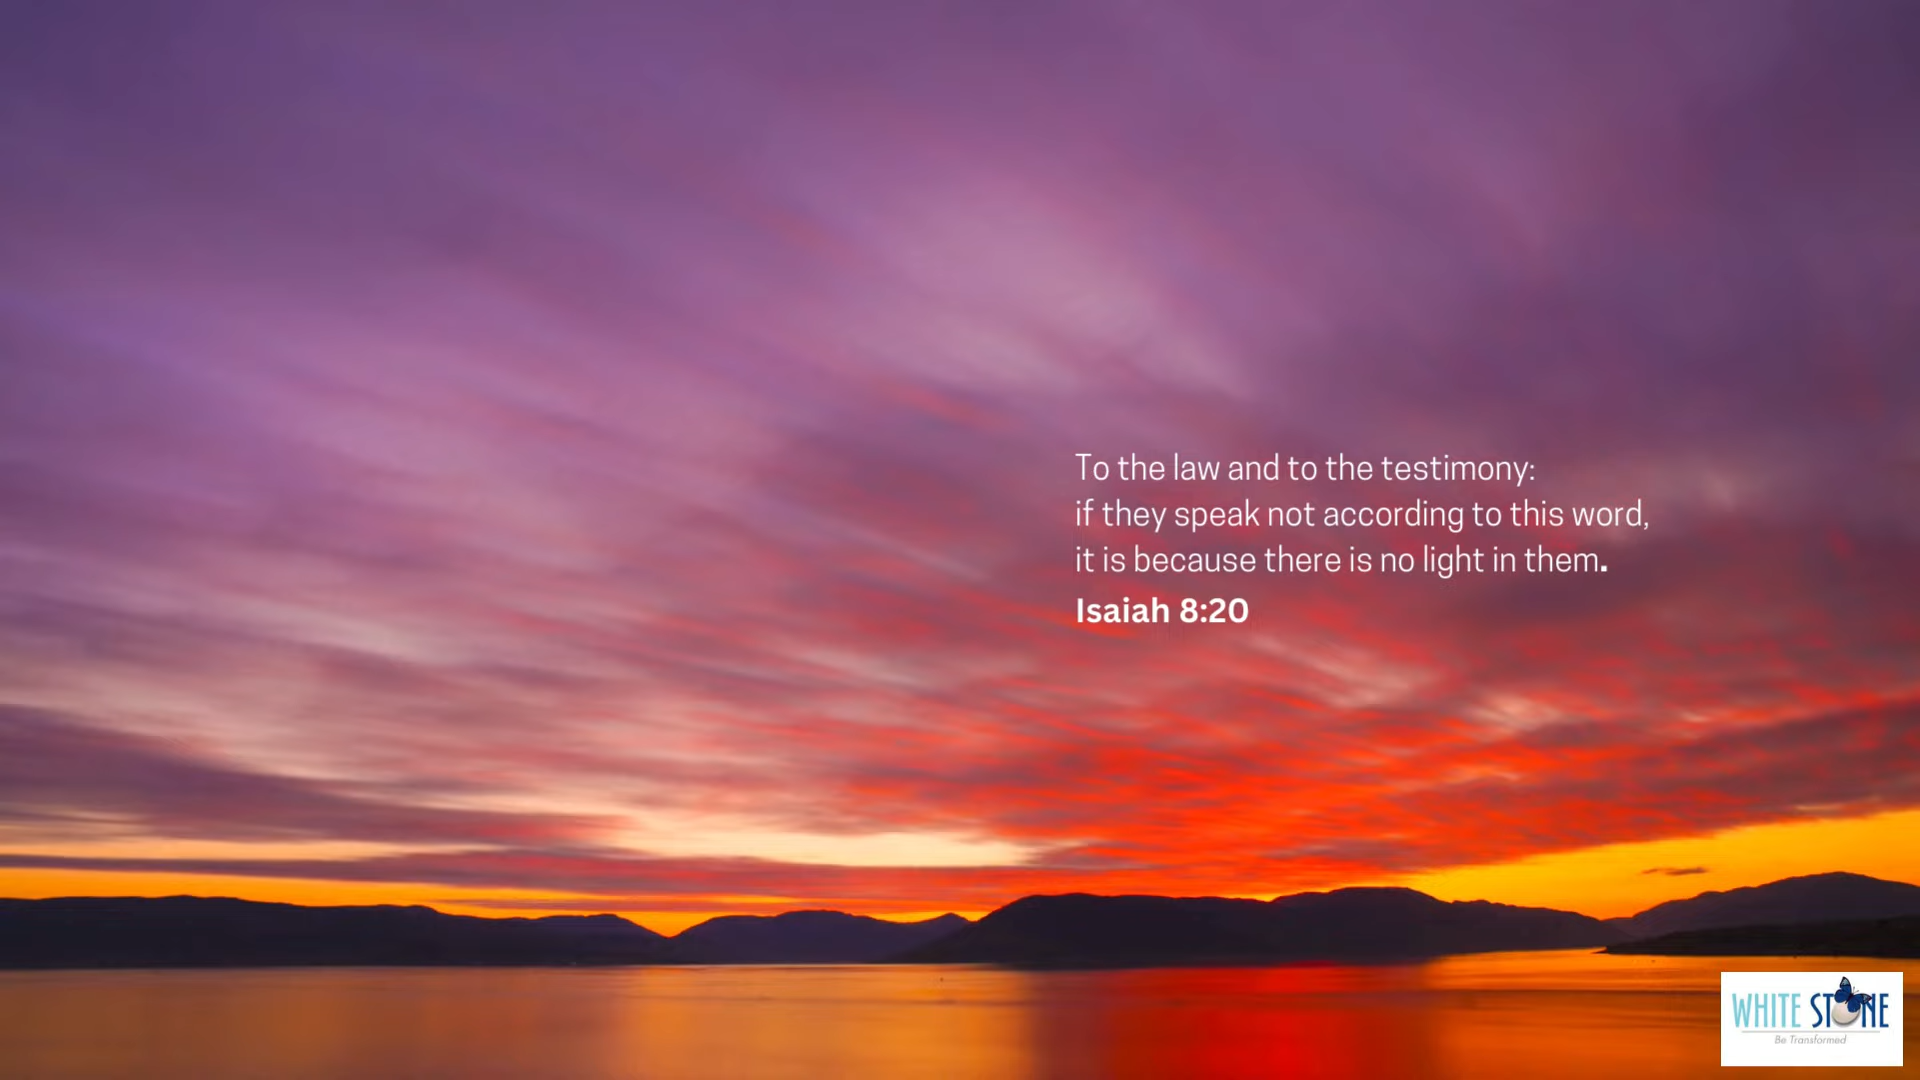 To the law and to the testimony:
if they speak not according to this word,
it is because there is no light in them.
Isaiah 8:20
WHITE STONE
Be Transformed